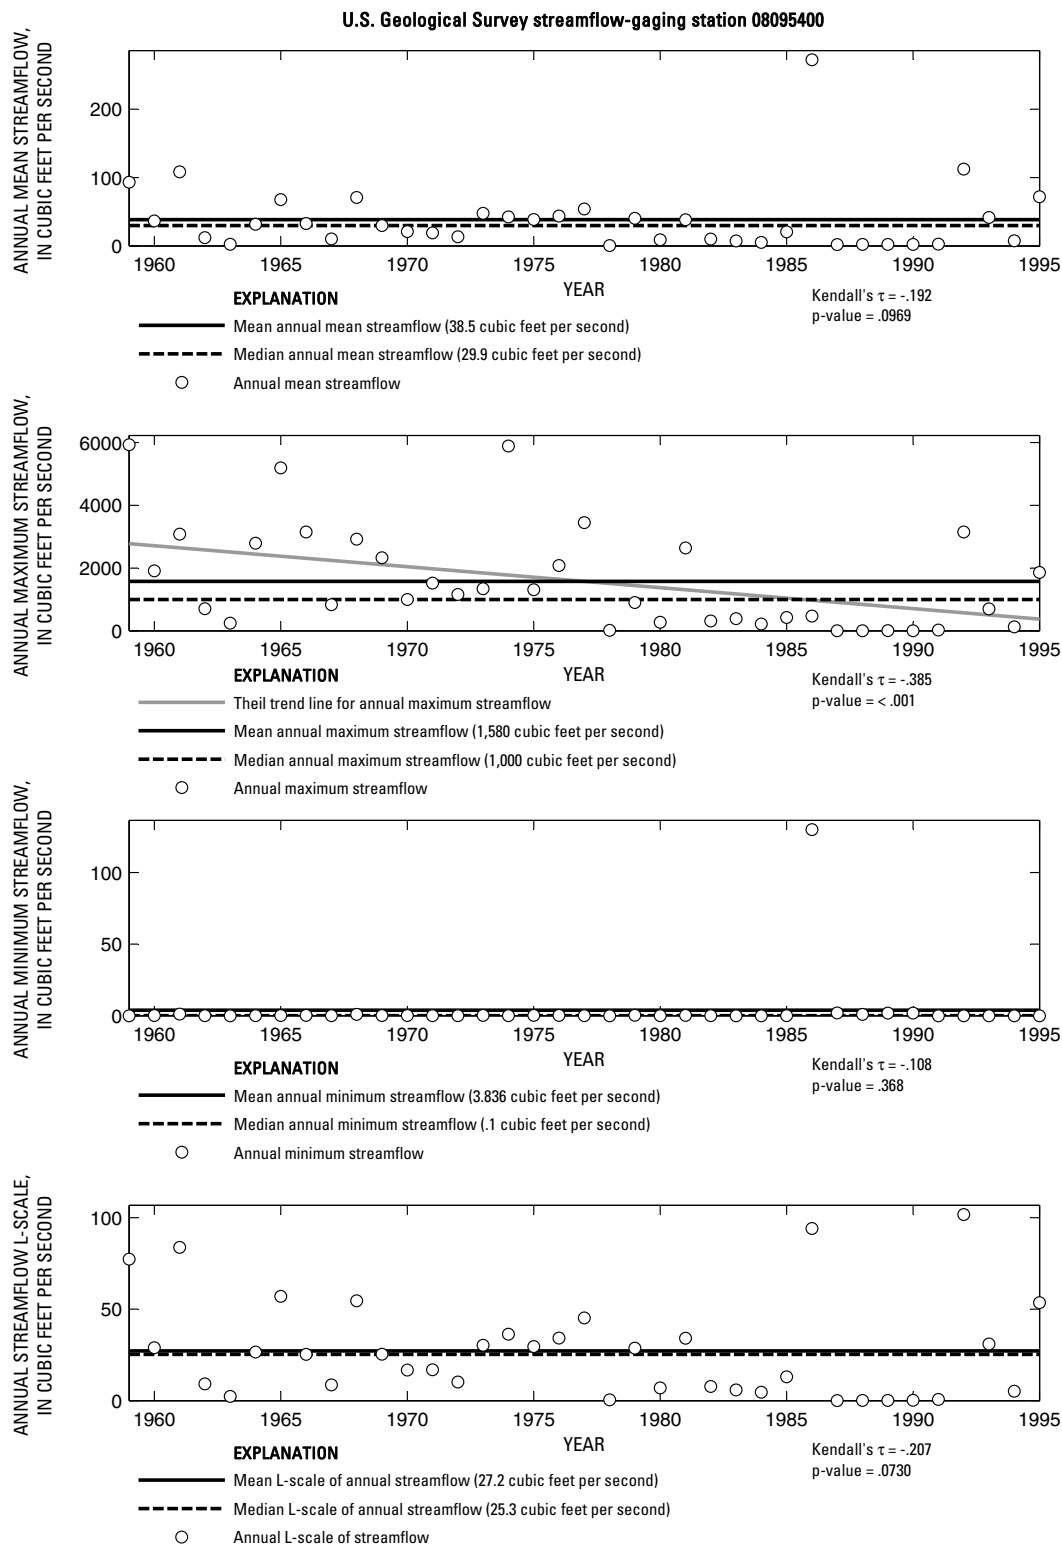 U.S. Geological Survey streamflow-gaging station 08095400
ANNUAL MEAN STREAMFLOW,
IN CUBIC FEET PER SECOND
200
100
0
1960 1965 1970 1975 1980 1985 1990 1995
YEAR
EXPLANATION
Mean annual mean streamflow (38.5 cubic feet per second)
Median annual mean streamflow (29.9 cubic feet per second)
Annual mean streamflow
Kendall's τ = -.192
p-value = .0969
ANNUAL MAXIMUM STREAMFLOW,
IN CUBIC FEET PER SECOND
6000
4000
2000
0
1960 1965 1970 1975 1980 1985 1990 1995
YEAR
EXPLANATION
Theil trend line for annual maximum streamflow
Mean annual maximum streamflow (1,580 cubic feet per second)
Median annual maximum streamflow (1,000 cubic feet per second)
Annual maximum streamflow
Kendall's τ = -.385
p-value = < .001
ANNUAL MINIMUM STREAMFLOW,
IN CUBIC FEET PER SECOND
100
50
0
1960 1965 1970 1975 1980 1985 1990 1995
YEAR
EXPLANATION
Mean annual minimum streamflow (3.836 cubic feet per second)
Median annual minimum streamflow (.1 cubic feet per second)
Annual minimum streamflow
Kendall's τ = -.108
p-value = .368
ANNUAL STREAMFLOW L-SCALE,
IN CUBIC FEET PER SECOND
100
50
0
1960 1965 1970 1975 1980 1985 1990 1995
YEAR
EXPLANATION
Mean L-scale of annual streamflow (27.2 cubic feet per second)
Median L-scale of annual streamflow (25.3 cubic feet per second)
Annual L-scale of streamflow
Kendall's τ = -.207
p-value = .0730